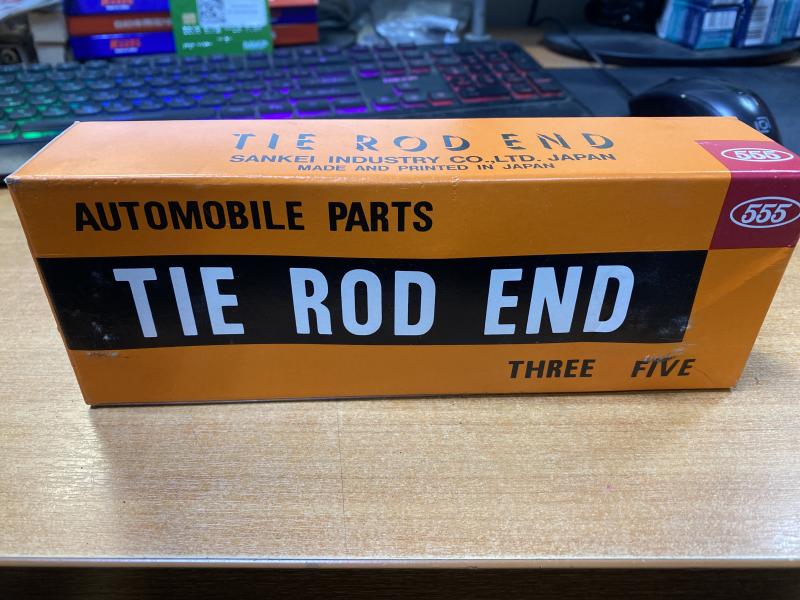 TIE ROD END
SANKEI INDUSTRY CO.,LTD. JAPAN
MADE AND PRINTED IN JAPAN
555
AUTOMOBILE PARTS
555
TIE ROD END
THREE FIVE